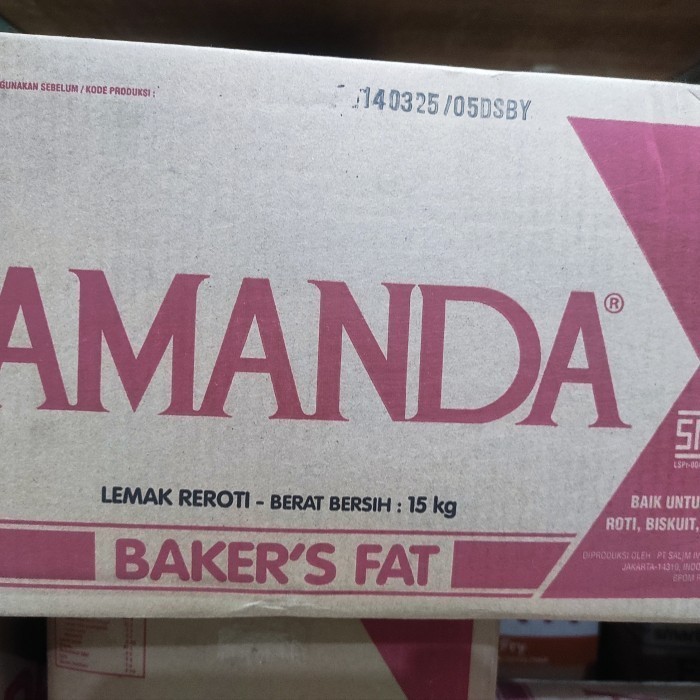 GUNAKAN SEBELUM / KODE PRODUKSI :
140325/05DSBY
AMANDA®
LEMAK REROTI - BERAT BERSIH : 15 kg
BAKER'S FAT
BAIK UNTU
ROTI, BISKUIT,
DIPRODUKSI OLEH : PT SALIM
JAKARTA-14210, INDO